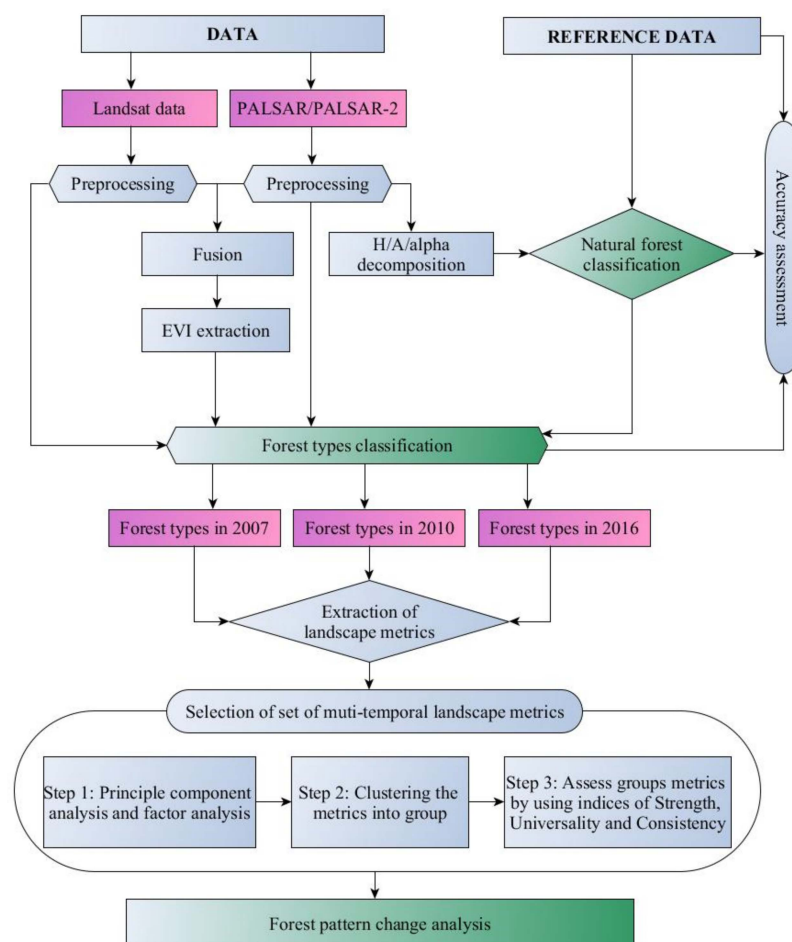 DATA
REFERENCE DATA
Landsat data
PALSAR/PALSAR-2
Preprocessing
Preprocessing
Accuracy assessment
Fusion
H/A/alpha
decomposition
Natural forest
classification
EVI extraction
Forest types classification
Forest types in 2007
Forest types in 2010
Forest types in 2016
Extraction of
landscape metrics
Selection of set of muti-temporal landscape metrics
Step 1: Principle component
analysis and factor analysis
Step 2: Clustering the
metrics into group
Step 3: Assess groups metrics
by using indices of Strength,
Universality and Consistency
Forest pattern change analysis